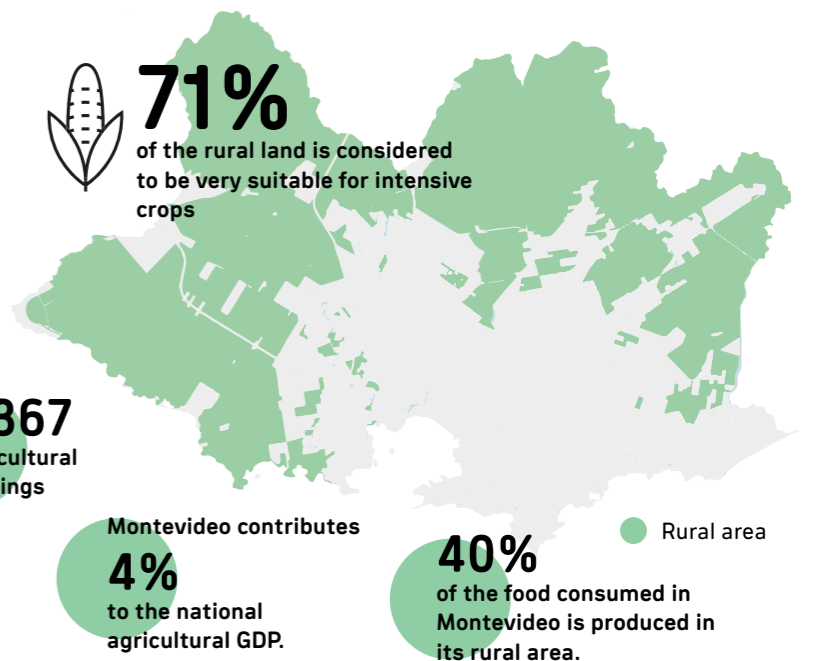 71%
of the rural land is considered
to be very suitable for intensive
crops
367
cultural
ings
Montevideo contributes
4%
to the national
agricultural GDP.
40%
of the food consumed in
Montevideo is produced in
its rural area.
Rural area